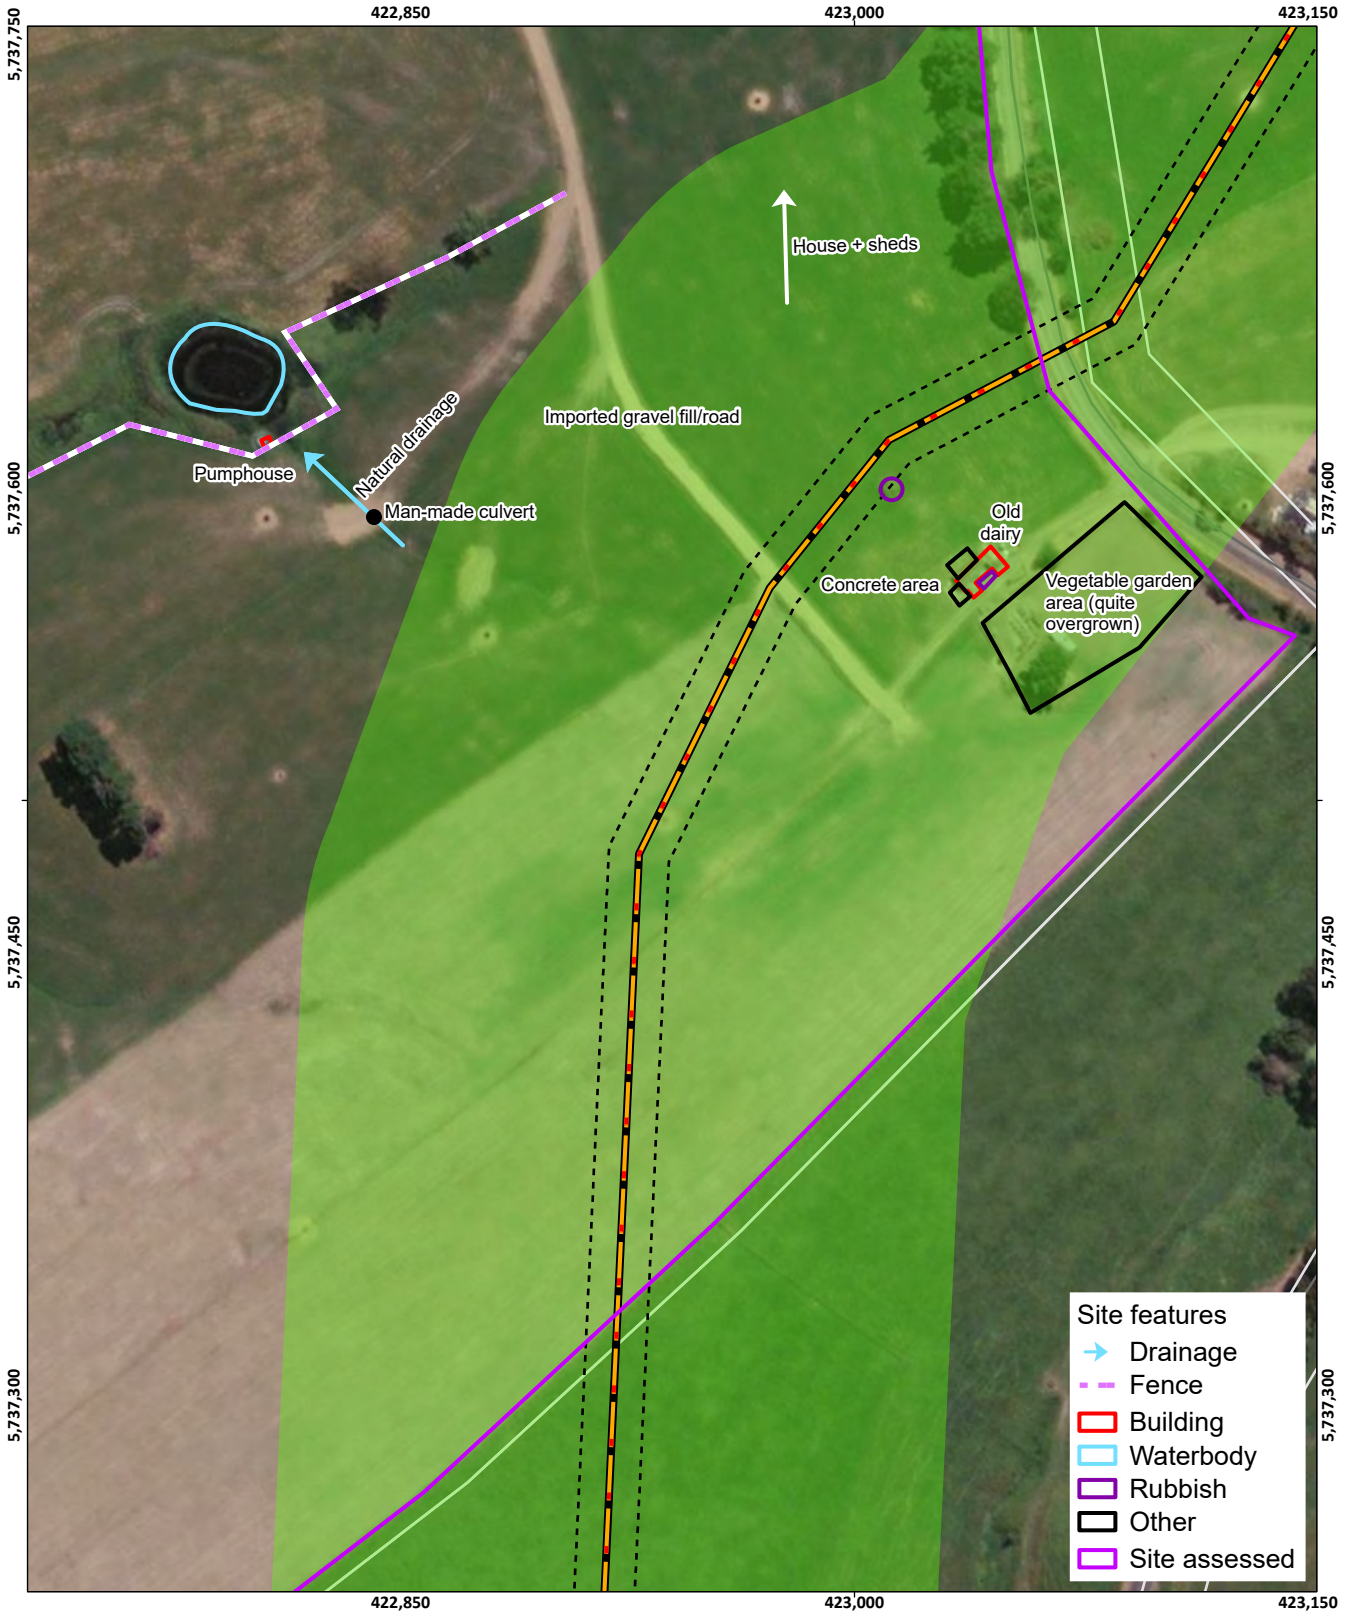 422,850
423,000
423,150
5,737,750
House + sheds
Imported gravel fill/road
Natural drainage
Pumphouse
Man-made culvert
5,737,600
5,737,600
Old
dairy
Concrete area
Vegetable garden
area (quite
overgrown)
5,737,450
5,737,450
Site features
Drainage
Fence
Building
Waterbody
Rubbish
Other
Site assessed
5,737,300
5,737,300
422,850
423,000
423,150